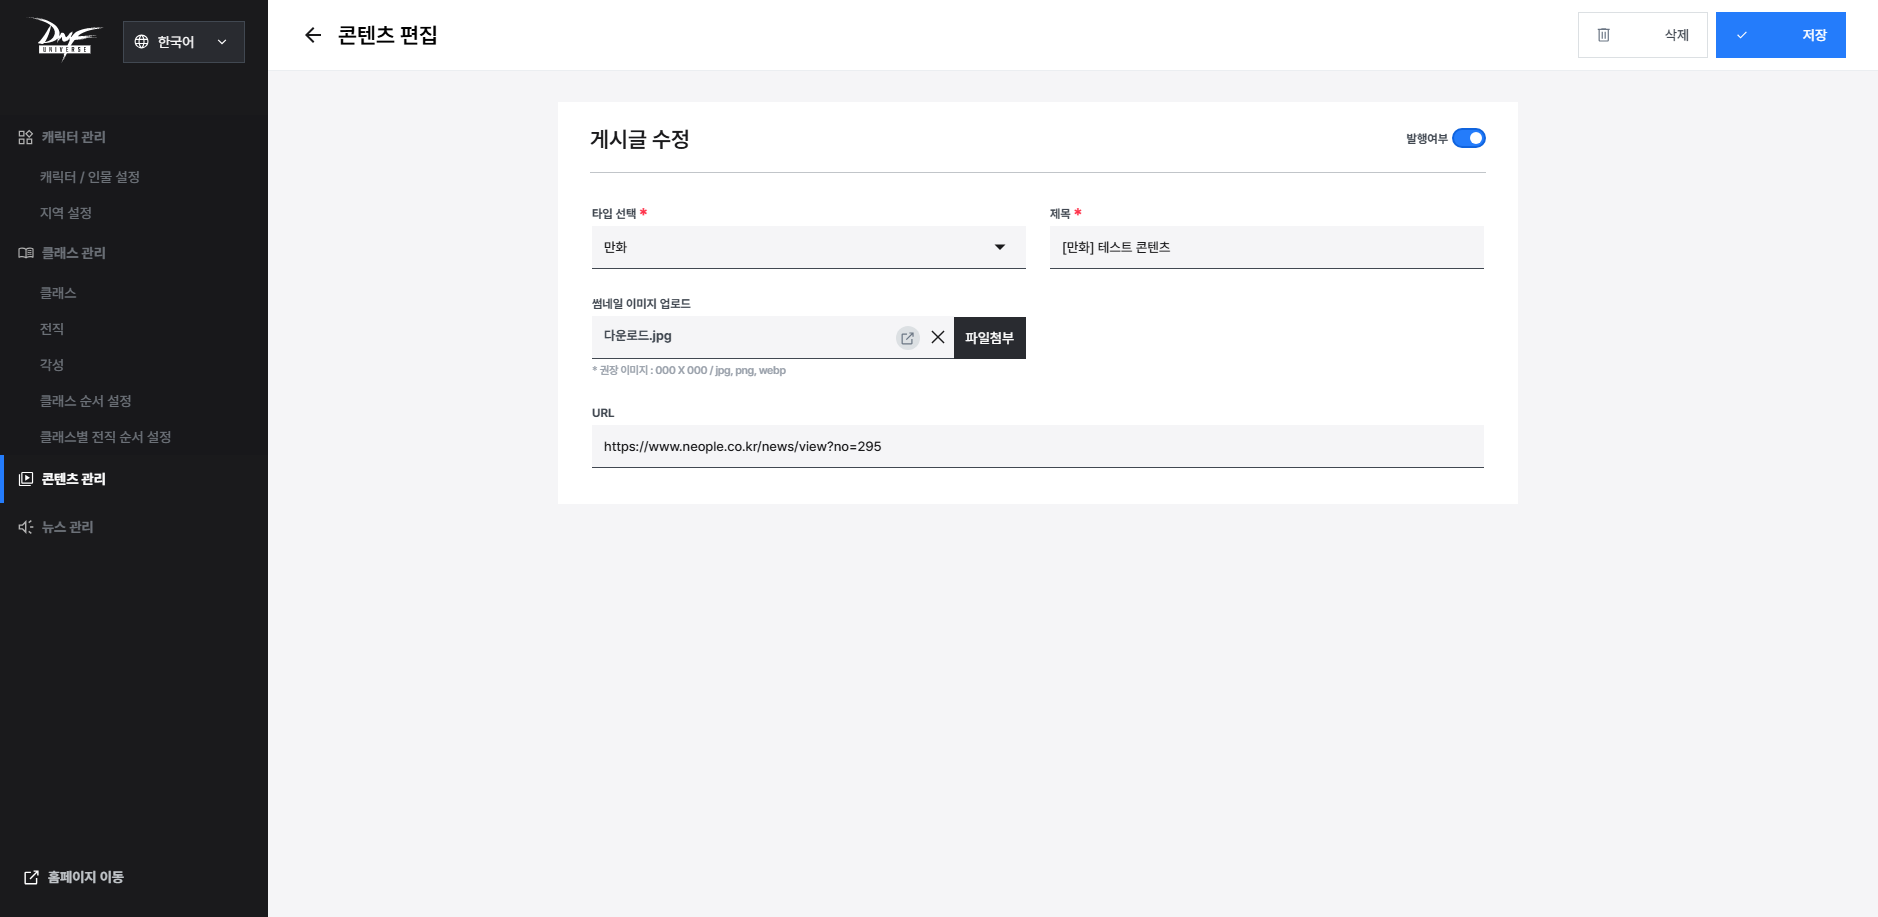 DNF
UNIVERSE
한국어
캐릭터 관리
캐릭터 / 인물 설정
지역 설정
클래스 관리
클래스
전직
각성
클래스 순서 설정
클래스별 전직 순서 설정
콘텐츠 관리
뉴스 관리
홈페이지 이동
콘텐츠 편집
삭제
저장
게시글 수정
발행여부
타입 선택 *
만화
제목 *
[만화] 테스트 콘텐츠
썸네일 이미지 업로드
다운로드.jpg
파일첨부
* 권장 이미지 : 000 X 000 / jpg, png, webp
URL
https://www.neople.co.kr/news/view?no=295